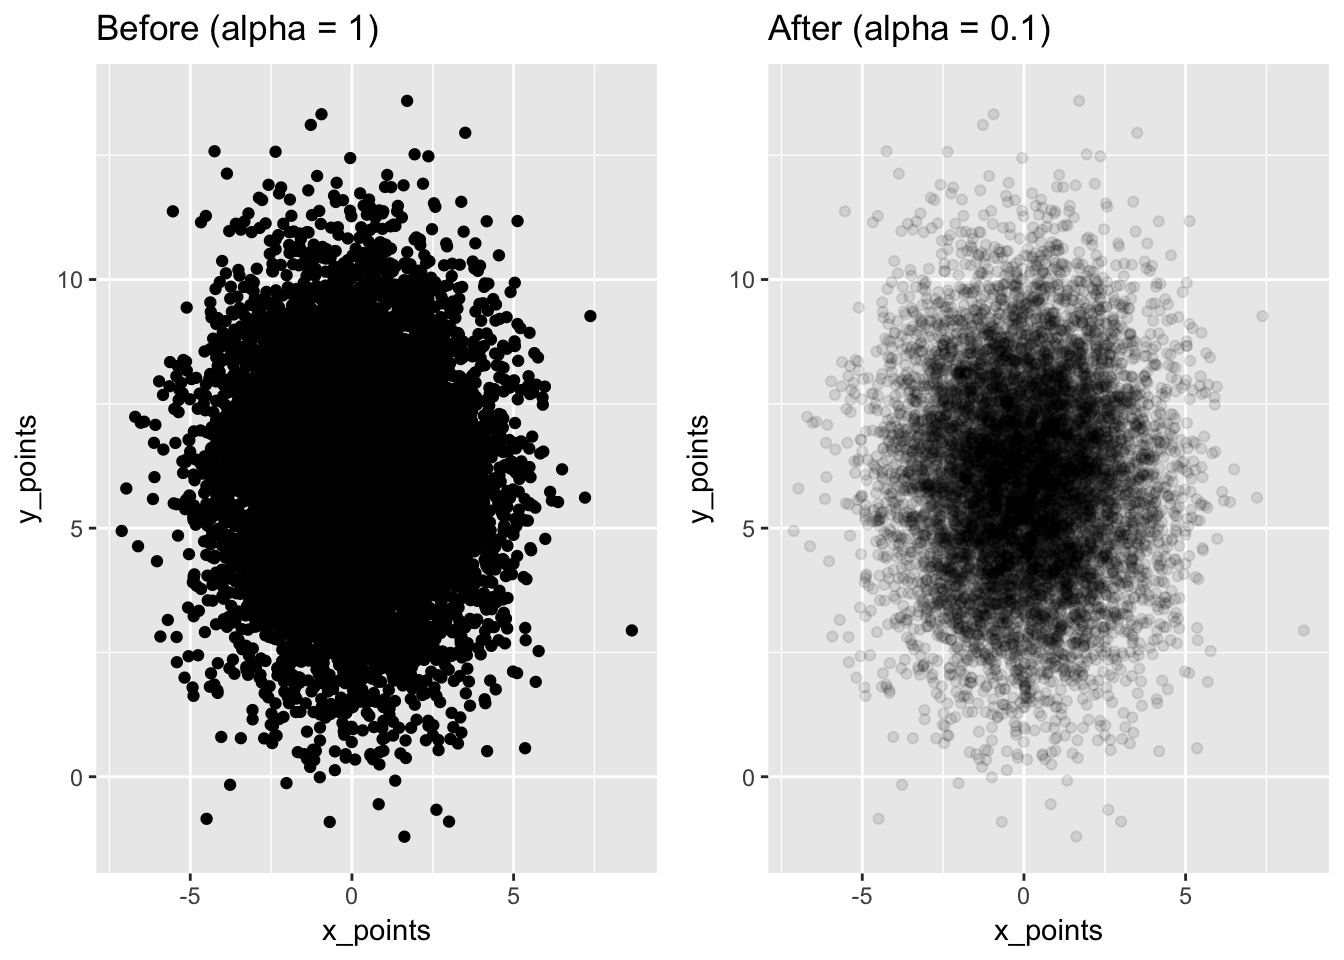 Before (alpha = 1)
10
5
0
y_points
-5 0 5
x_points
After (alpha = 0.1)
10
5
0
y_points
-5 0 5
x_points